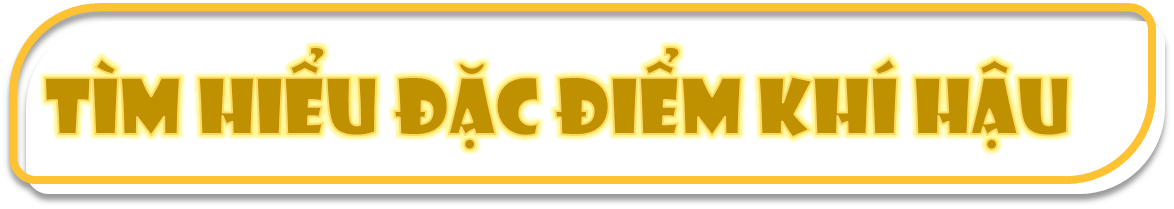 TÌM HIỂU ĐẶC ĐIỂM KHÍ HẬU